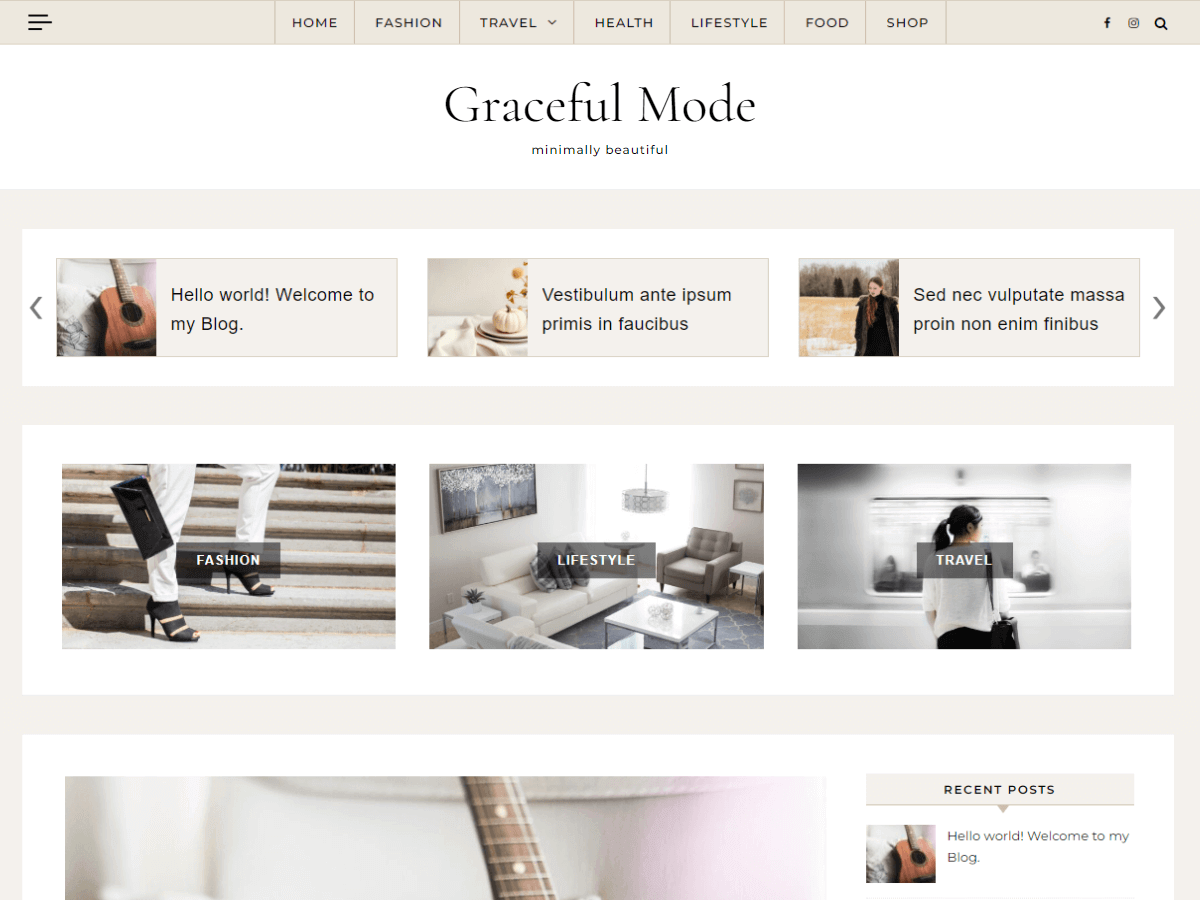 HOME FASHION TRAVEL HEALTH LIFESTYLE FOOD SHOP
Graceful Mode
minimally beautiful
Hello world! Welcome to
my Blog.
Vestibulum ante ipsum
primis in faucibus
Sed nec vulputate massa
proin non enim finibus
FASHION
LIFESTYLE
TRAVEL
RECENT POSTS
Hello world! Welcome to my
Blog.